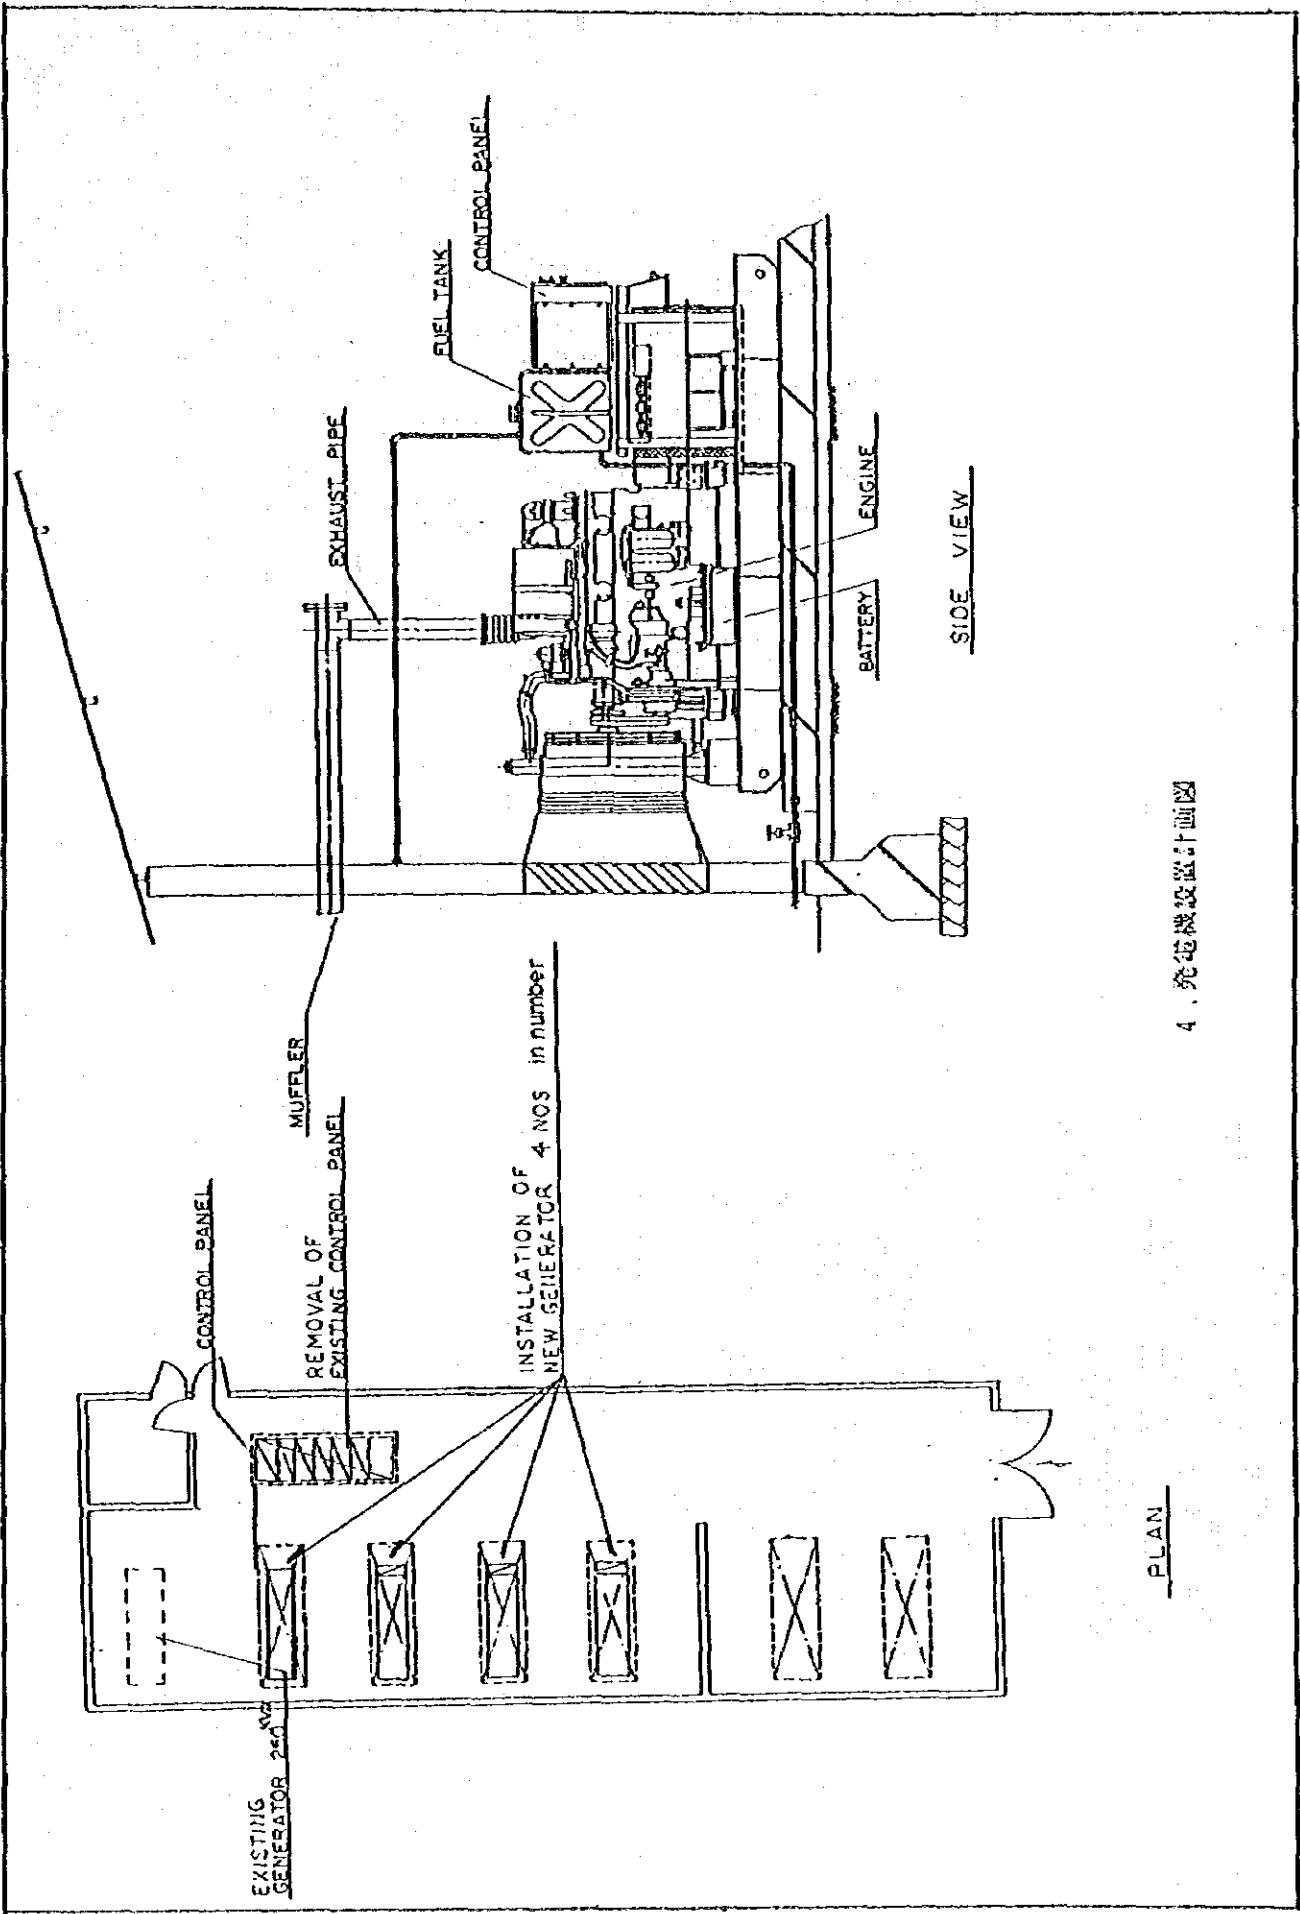 EXISTING
GENERATOR 250 KVA
CONTROL PANEL
REMOVAL OF
EXISTING CONTROL PANEL
INSTALLATION OF
NEW GENERATOR 4 NOS in number
PLAN
MUFFLER
EXHAUST PIPE
FUEL TANK
CONTROL PANEL
BATTERY
ENGINE
SIDE VIEW
4. 発電機設置計画図